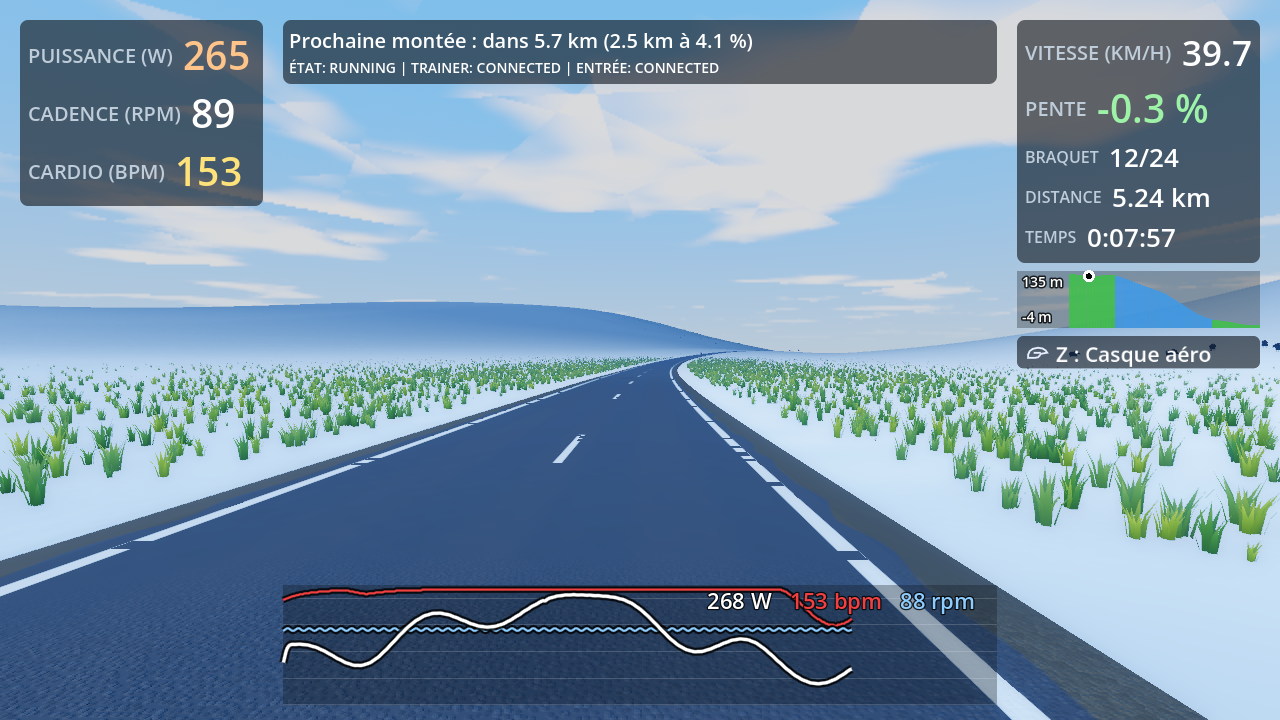 PUISSANCE (W) 265
CADENCE (RPM) 89
CARDIO (BPM) 153
Prochaine montée : dans 5.7 km (2.5 km à 4.1 %)
ÉTAT: RUNNING | TRAINER: CONNECTED | ENTRÉE: CONNECTED
VITESSE (KM/H) 39.7
PENTE -0.3 %
BRAQUET 12/24
DISTANCE 5.24 km
TEMPS 0:07:57
135 m
-4 m
Z : Casque aéro
268 W 153 bpm 88 rpm